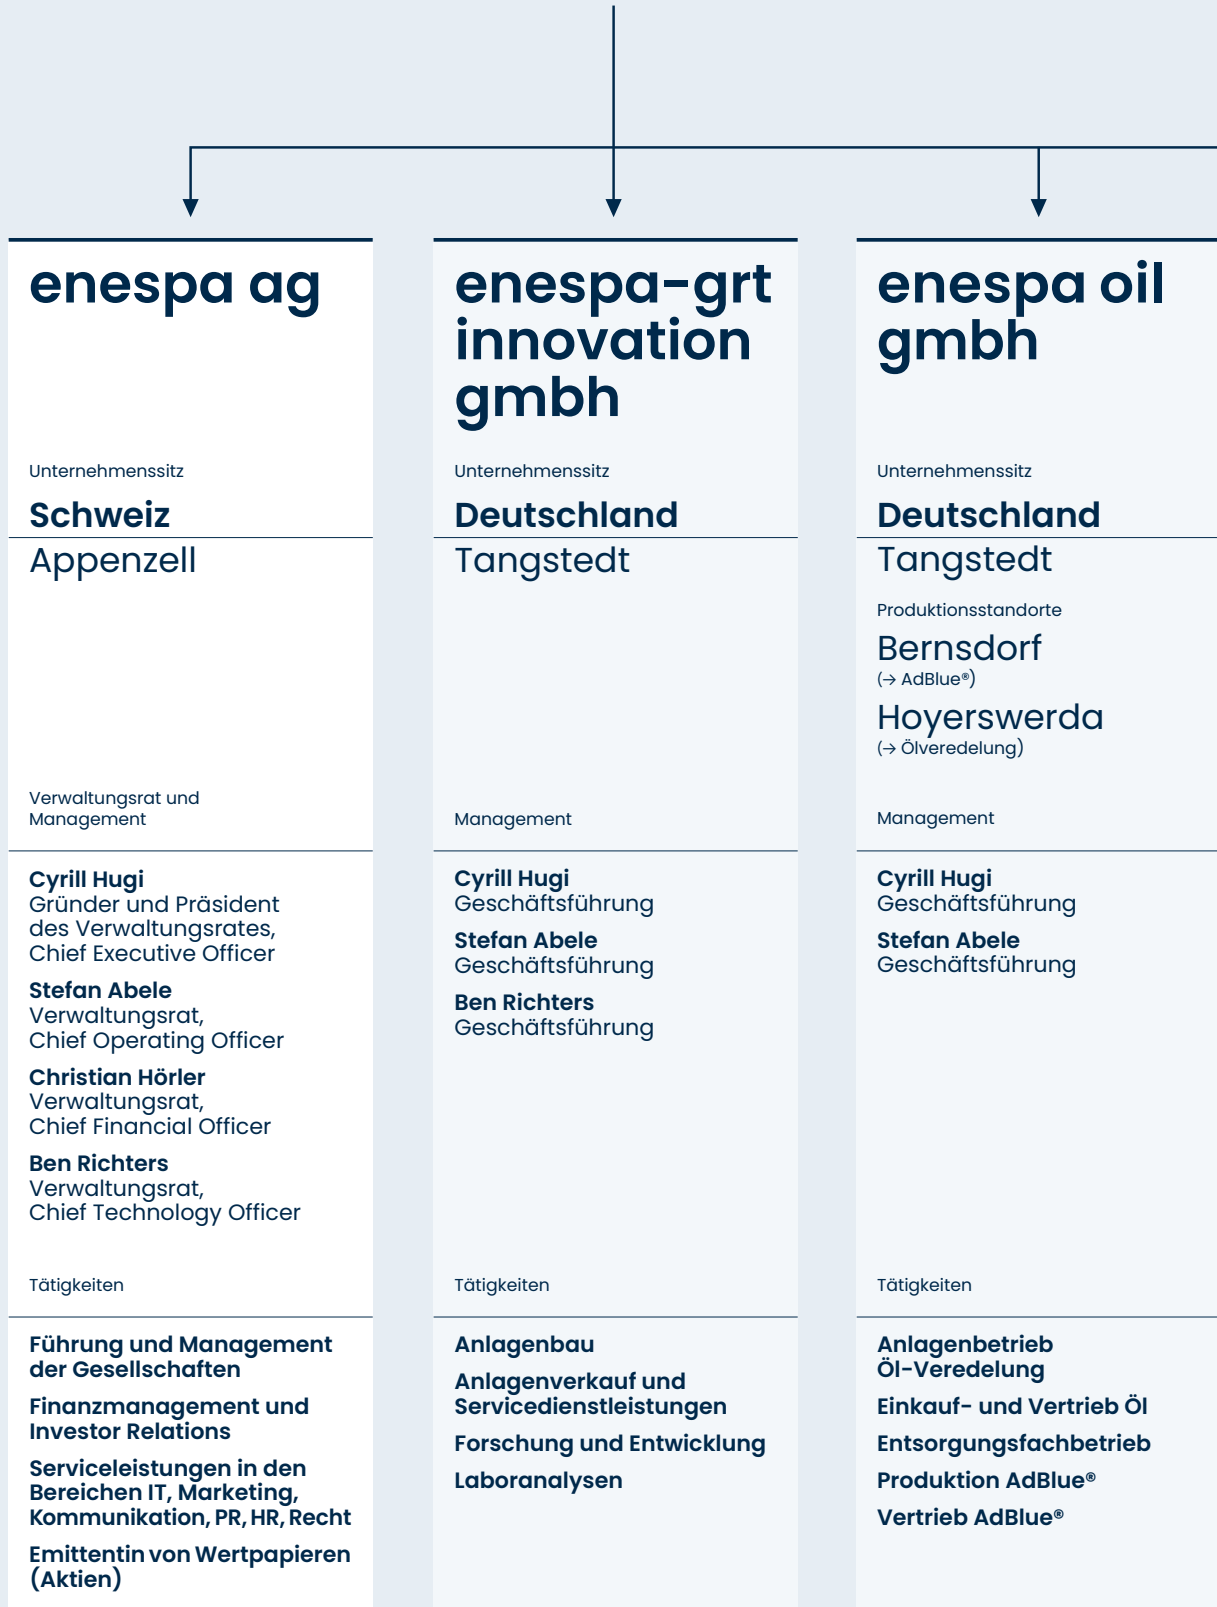 enespa ag
Unternehmenssitz
Schweiz
Appenzell
Verwaltungsrat und
Management
Cyrill Hugi
Gründer und Präsident
des Verwaltungsrates,
Chief Executive Officer
Stefan Abele
Verwaltungsrat,
Chief Operating Officer
Christian Hörler
Verwaltungsrat,
Chief Financial Officer
Ben Richters
Verwaltungsrat,
Chief Technology Officer
Tätigkeiten
Führung und Management
der Gesellschaften
Finanzmanagement und
Investor Relations
Serviceleistungen in den
Bereichen IT, Marketing,
Kommunikation, PR, HR, Recht
Emittentin von Wertpapieren
(Aktien)
enespa-grt
innovation
gmbh
Unternehmenssitz
Deutschland
Tangstedt
Management
Cyrill Hugi
Geschäftsführung
Stefan Abele
Geschäftsführung
Ben Richters
Geschäftsführung
Tätigkeiten
Anlagenbau
Anlagenverkauf und
Servicedienstleistungen
Forschung und Entwicklung
Laboranalysen
enespa oil
gmbh
Unternehmenssitz
Deutschland
Tangstedt
Produktionsstandorte
Bernsdorf
(→ AdBlue®)
Hoyerswerda
(→ Ölveredelung)
Management
Cyrill Hugi
Geschäftsführung
Stefan Abele
Geschäftsführung
Tätigkeiten
Anlagenbetrieb
Öl-Veredelung
Einkauf- und Vertrieb Öl
Entsorgungsfachbetrieb
Produktion AdBlue®
Vertrieb AdBlue®